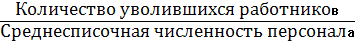 Количество уволившихся работников
Среднесписочная численность персонала